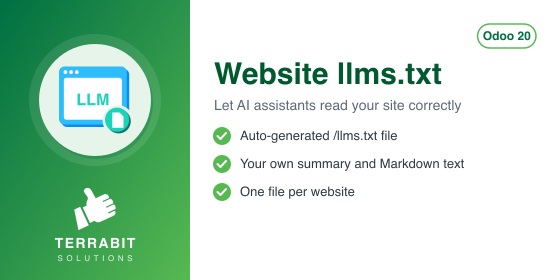 Odoo 20
Website llms.txt
Let AI assistants read your site correctly
Auto-generated /llms.txt file
Your own summary and Markdown text
One file per website
LLM
TERRABIT
SOLUTIONS